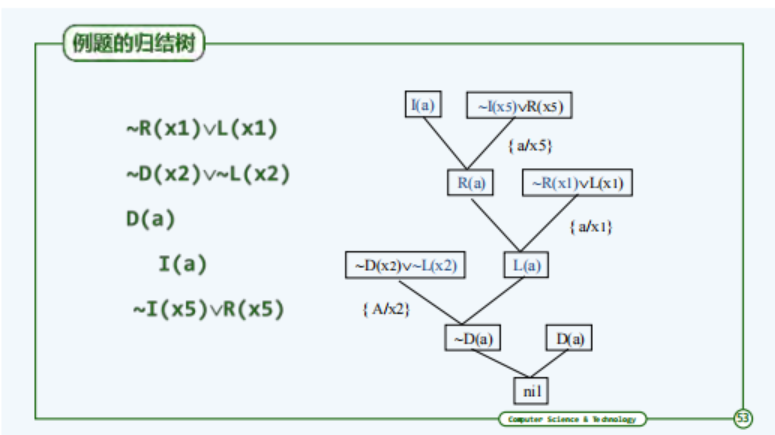 例题的归结树
~R(x1)∨L(x1)
~D(x2)∨~L(x2)
D(a)
I(a)
~I(x5)∨R(x5)
I(a)
~I(x5)∨R(x5)
{ a/x5}
R(a)
~R(x1)∨L(x1)
{ a/x1}
~D(x2)∨~L(x2)
L(a)
{ A/x2}
~D(a)
D(a)
nil
Computer Science & Technology
53